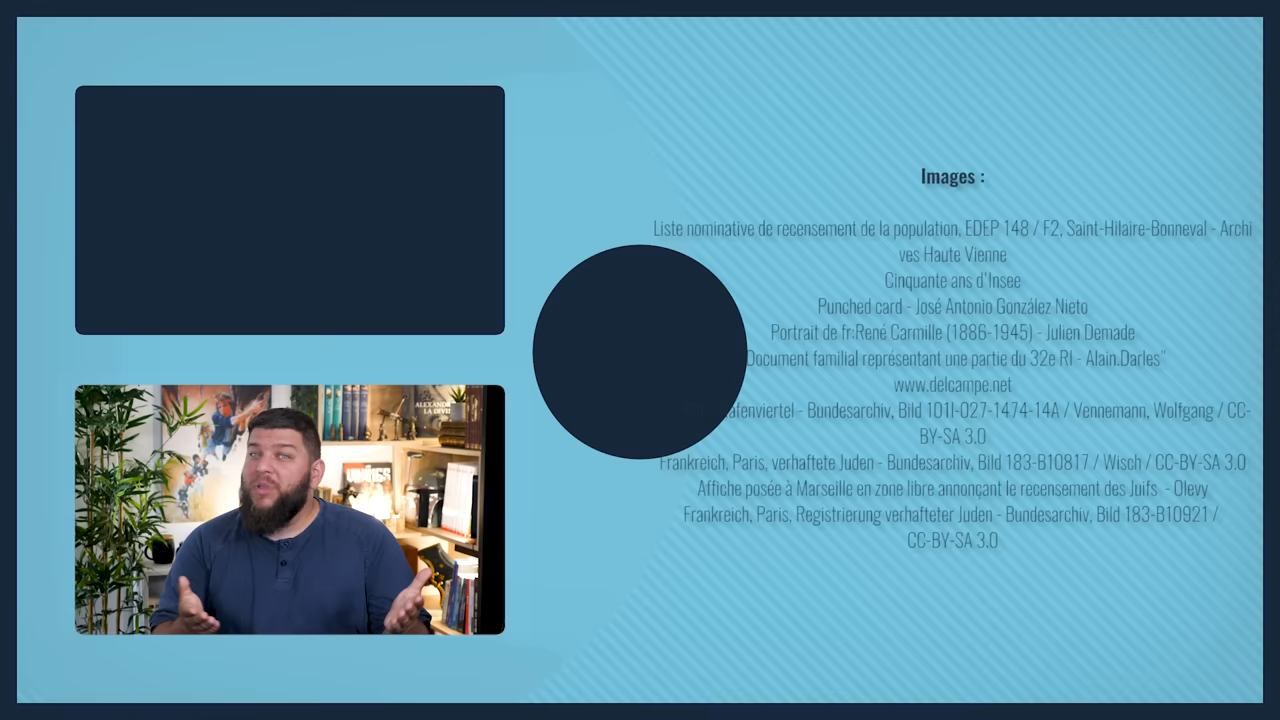 Images :
Liste nominative de recensement de la population, EDEP 148 / F2, Saint-Hilaire-Bonneval - Archi
ves Haute Vienne
Cinquante ans d'Insee
Punched card - José Antonio González Nieto
Portrait de fr:René Carmille (1886-1945) - Julien Demade
Document familial représentant une partie du 32e RI - Alain.Darles"
www.delcampe.net
- Bundesarchiv, Bild 101I-027-1474-14A / Vennemann, Wolfgang / CC-
BY-SA 3.0
Frankreich, Paris, verhaftete Juden - Bundesarchiv, Bild 183-B10817 / Wisch / CC-BY-SA 3.0
Affiche posée à Marseille en zone libre annonçant le recensement des Juifs - Olevy
Frankreich, Paris, Registrierung verhafteter Juden - Bundesarchiv, Bild 183-B10921 /
CC-BY-SA 3.0
ALEXANDRE